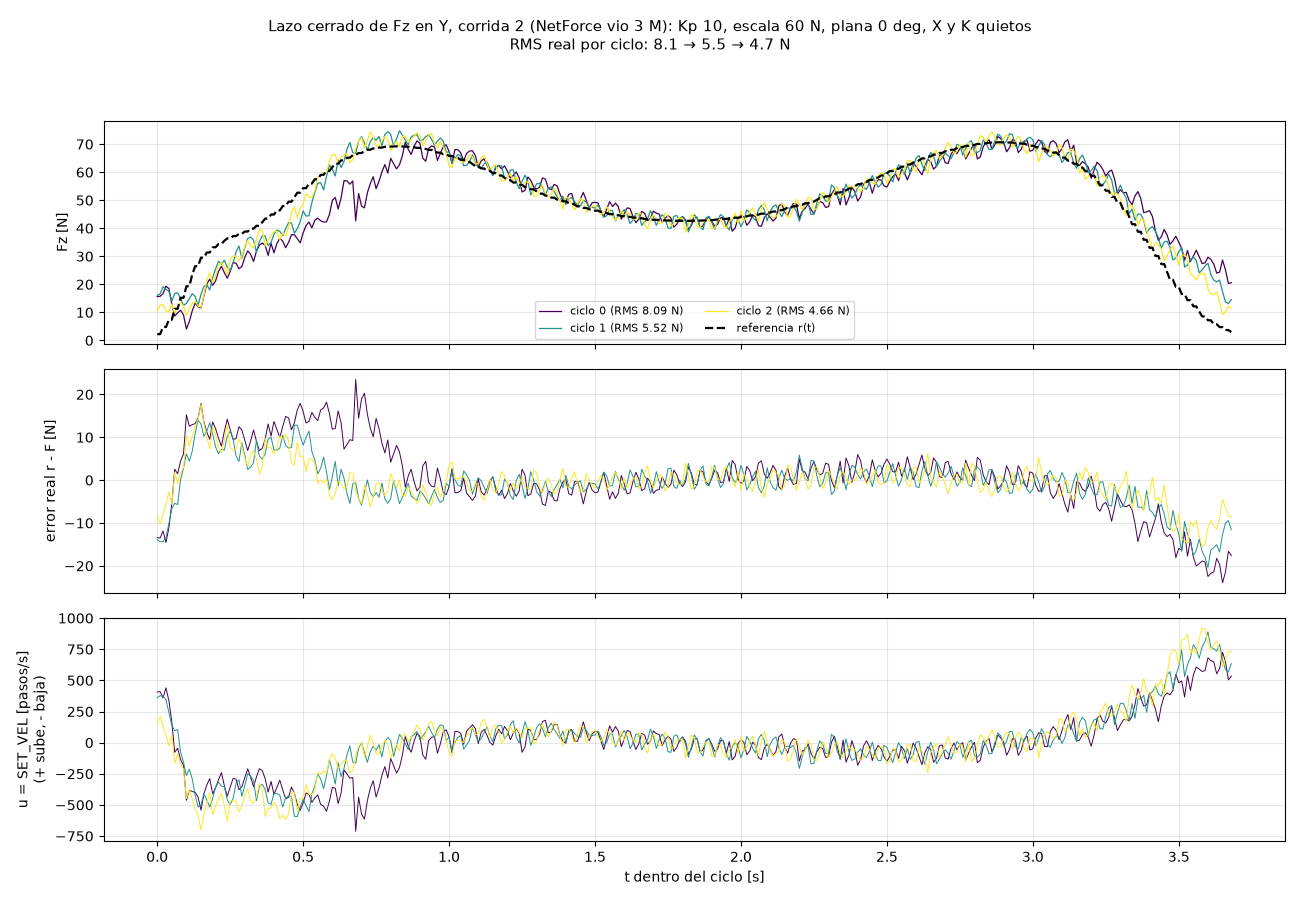 Lazo cerrado de Fz en Y, corrida 2 (NetForce vio 3 M): Kp 10, escala 60 N, plana 0 deg, X y K quietos
RMS real por ciclo: 8.1 → 5.5 → 4.7 N
Fz [N]
70
60
50
40
30
20
10
0
ciclo 0 (RMS 8.09 N)
ciclo 1 (RMS 5.52 N)
ciclo 2 (RMS 4.66 N)
referencia r(t)
error real r - F [N]
20
10
0
−10
−20
u = SET_VEL [pasos/s]
(+ sube, - baja)
1000
750
500
250
0
−250
−500
−750
0.0 0.5 1.0 1.5 2.0 2.5 3.0 3.5
t dentro del ciclo [s]